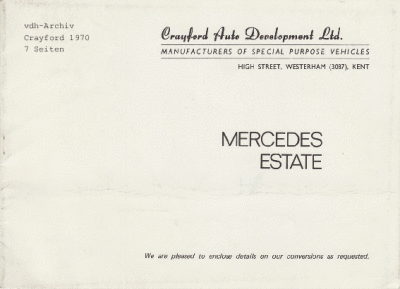 vdh-Archiv
Crayford 1970
7 Seiten
Crayford Auto Development Ltd.
MANUFACTURERS OF SPECIAL PURPOSE VEHICLES
HIGH STREET, WESTERHAM (3087), KENT
MERCEDES
ESTATE
We are pleased to enclose details on our conversions as requested.